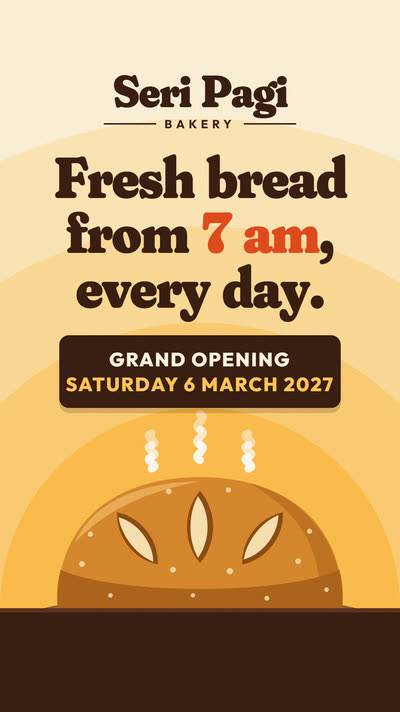 Seri Pagi
BAKERY
Fresh bread
from 7 am,
every day.
GRAND OPENING
SATURDAY 6 MARCH 2027